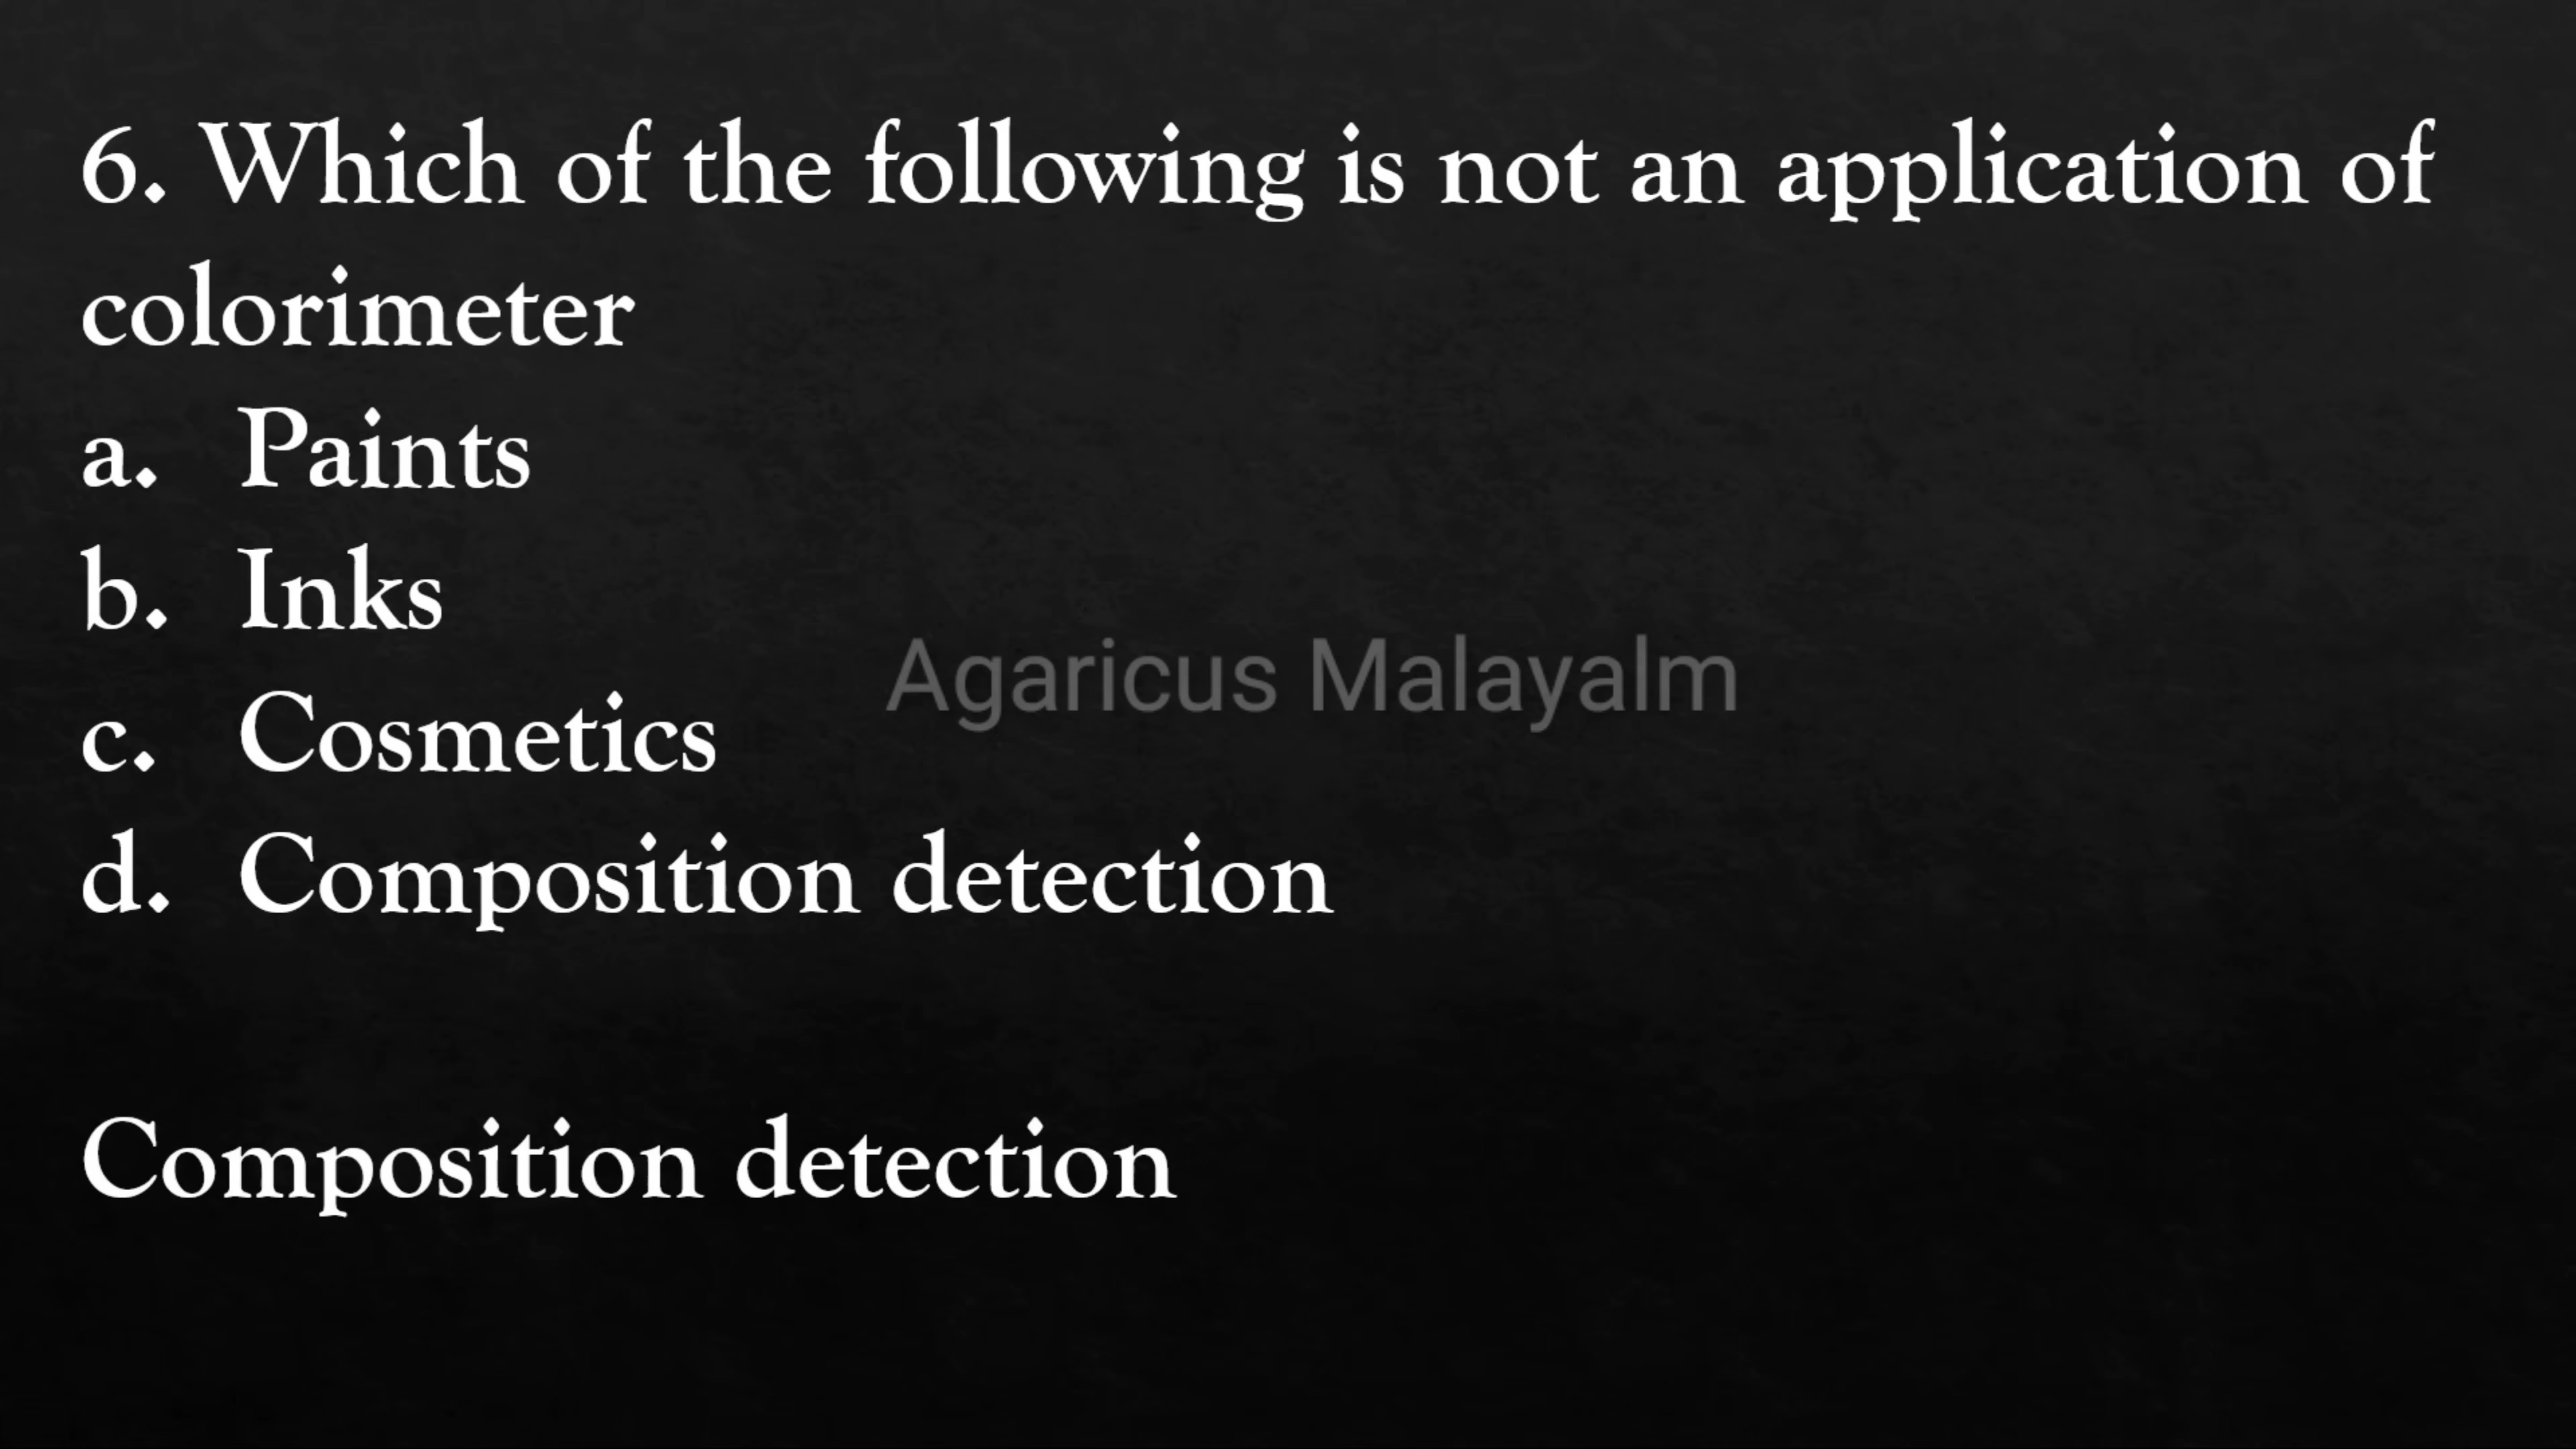 6. Which of the following is not an application of
colorimeter
a. Paints
b. Inks
Agaricus Malayalm
c. Cosmetics
d. Composition detection
Composition detection